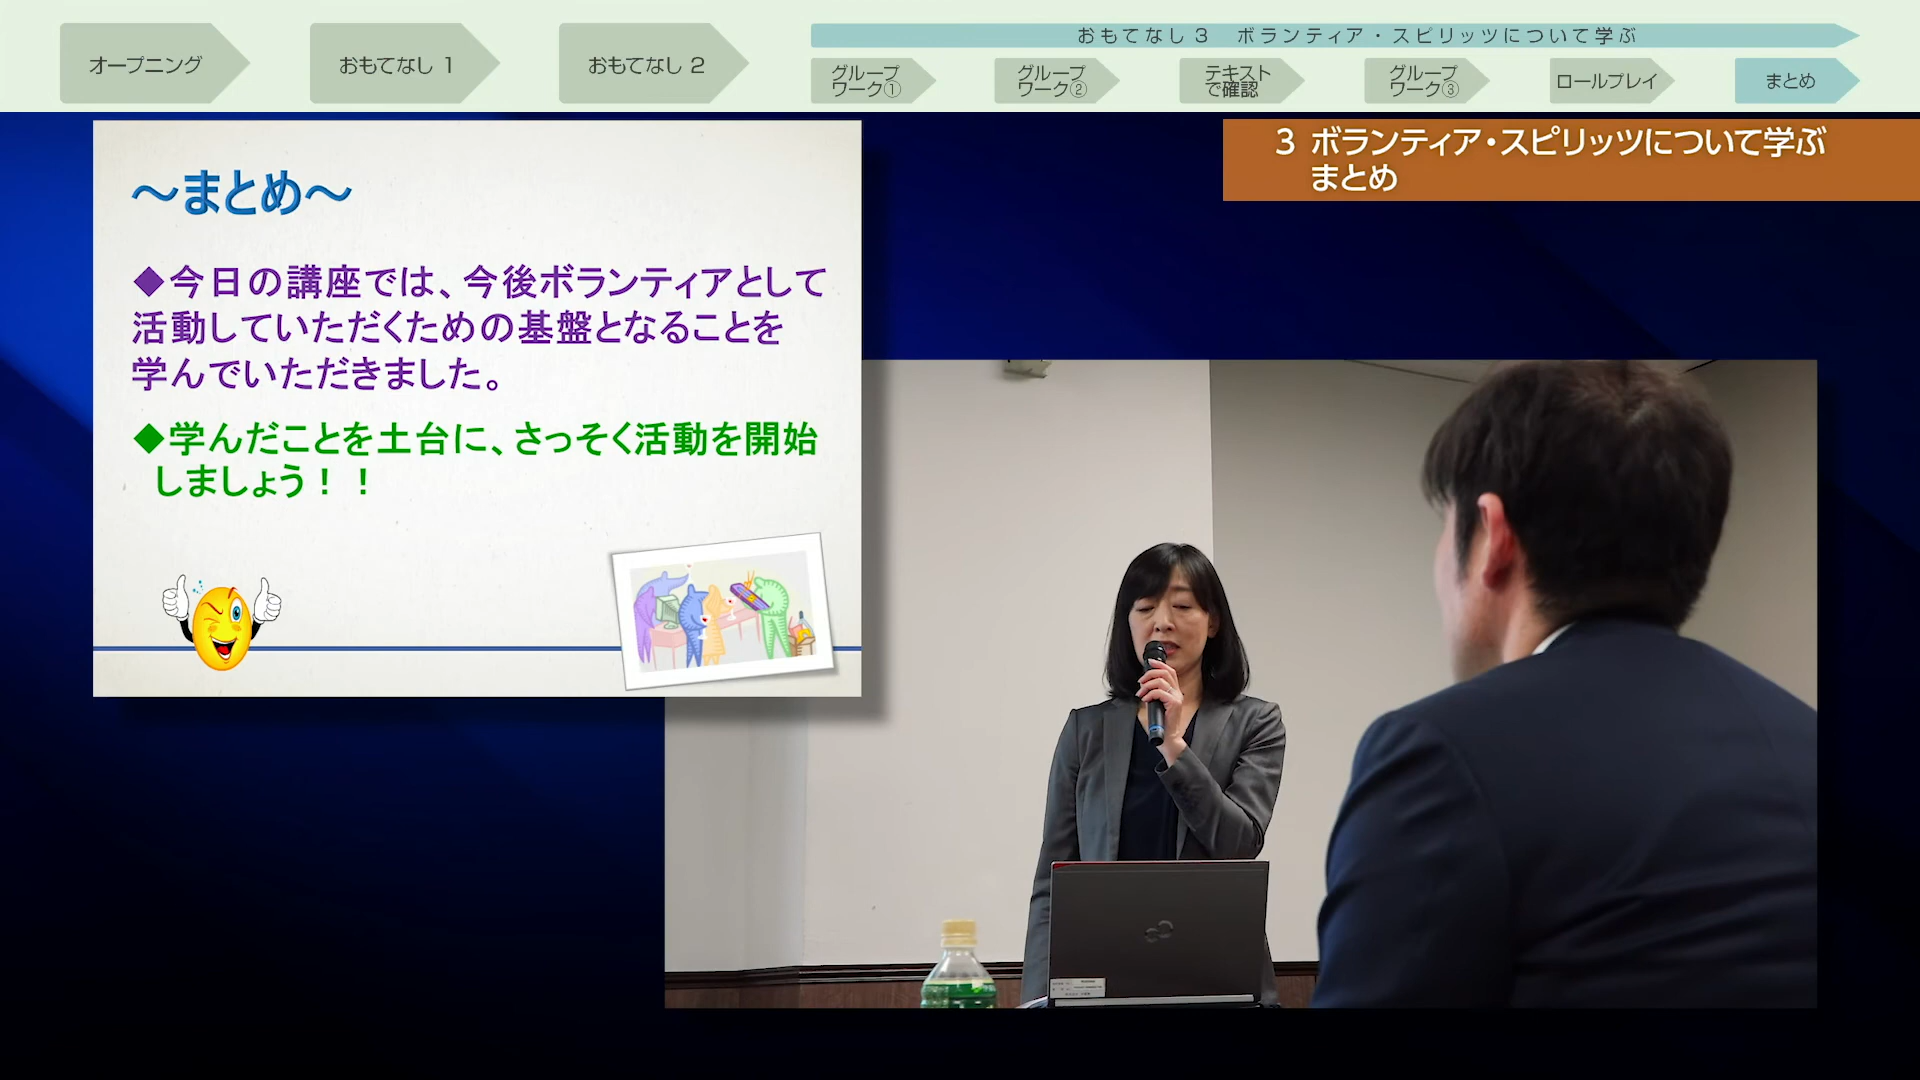 オープニング
おもてなし 1
おもてなし 2
おもてなし 3　ボランティア・スピリッツについて学ぶ
グループ
ワーク①
グループ
ワーク②
テキスト
で確認
グループ
ワーク③
ロールプレイ
まとめ
3 ボランティア・スピリッツについて学ぶ
まとめ
～まとめ～
◆今日の講座では、今後ボランティアとして
活動していただくための基盤となることを
学んでいただきました。
◆学んだことを土台に、さっそく活動を開始
しましょう！！